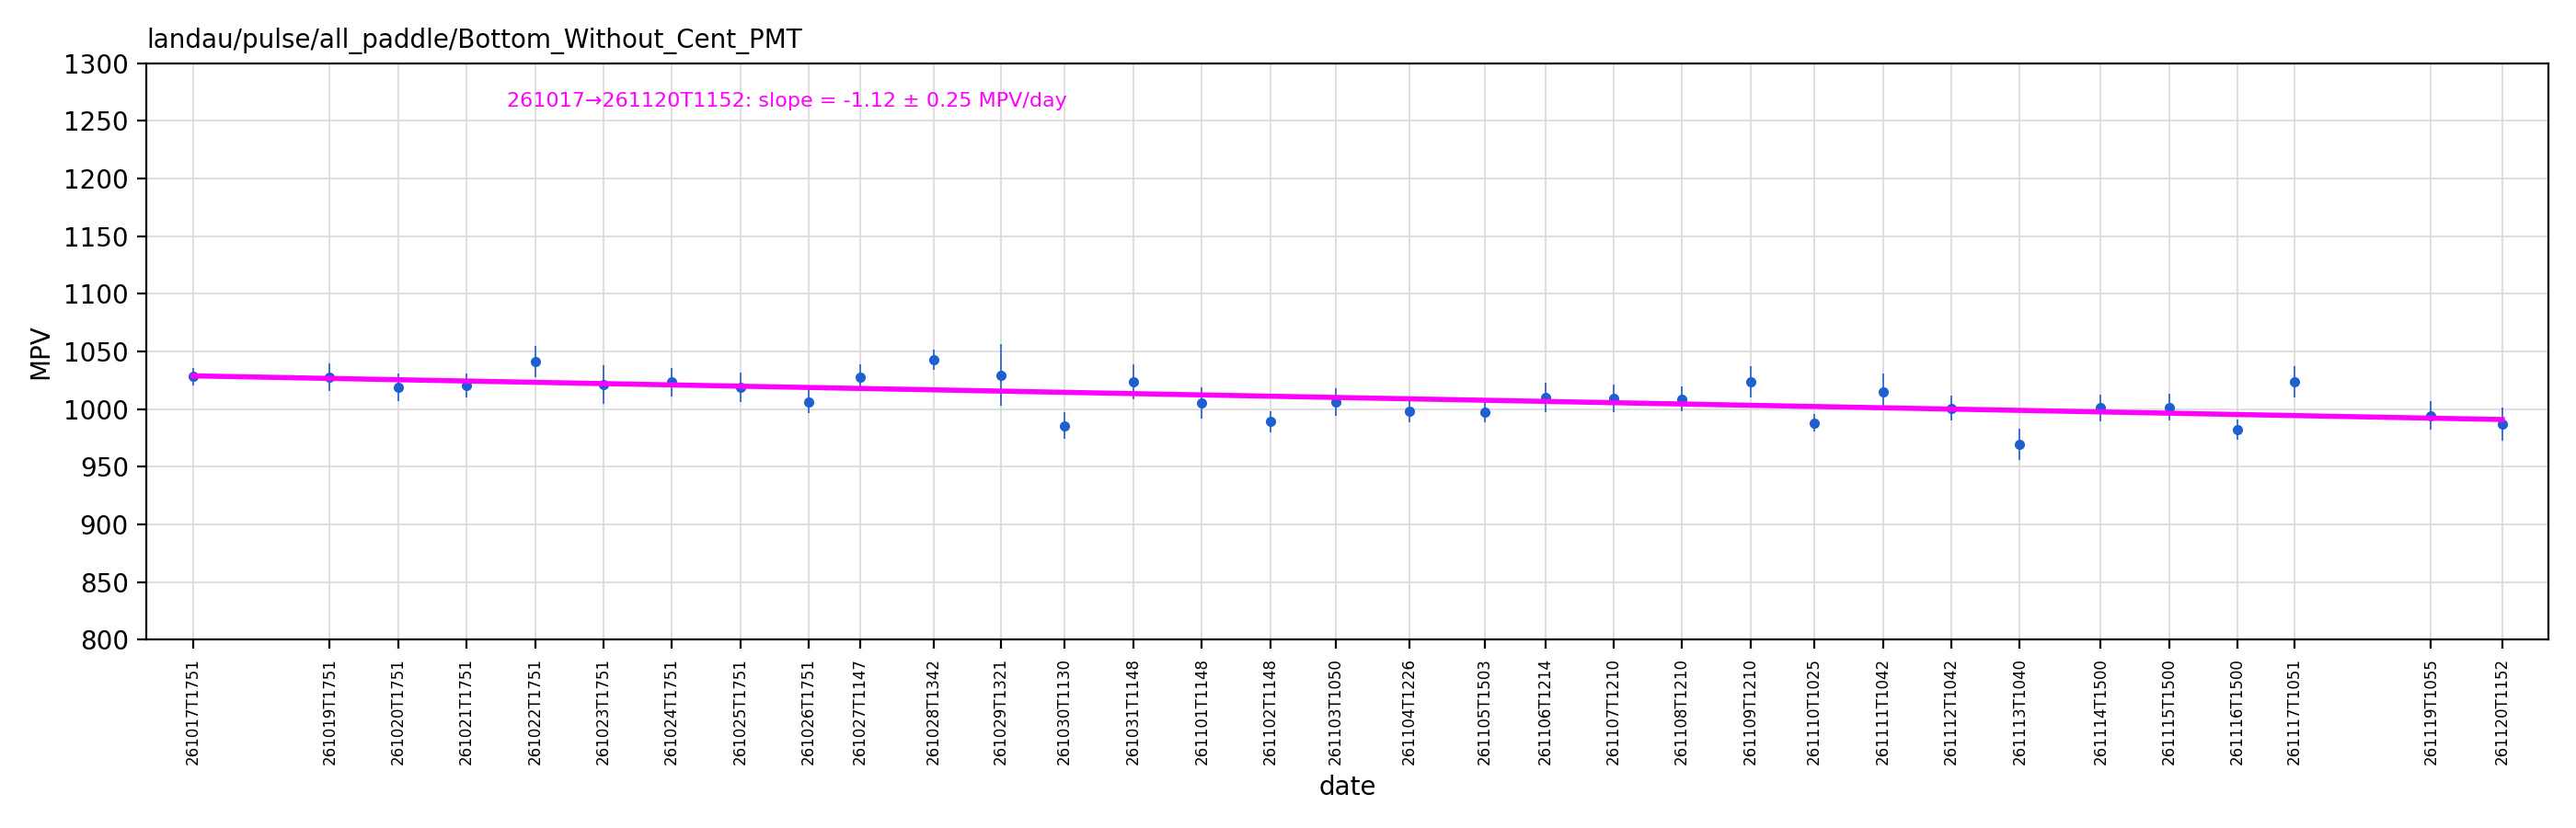 landau/pulse/all_paddle/Bottom_Without_Cent_PMT
261017→261120T1152: slope = -1.12 ± 0.25 MPV/day
MPV
1300
1250
1200
1150
1100
1050
1000
950
900
850
800
261017T1751
261019T1751
261020T1751
261021T1751
261022T1751
261023T1751
261024T1751
261025T1751
261026T1751
261027T1147
261028T1342
261029T1321
261030T1130
261031T1148
261101T1148
261102T1148
261103T1050
261104T1226
261105T1503
261106T1214
261107T1210
261108T1210
261109T1210
261110T1025
261111T1042
261112T1042
261113T1040
261114T1500
261115T1500
261116T1500
261117T1051
261119T1055
261120T1152
date